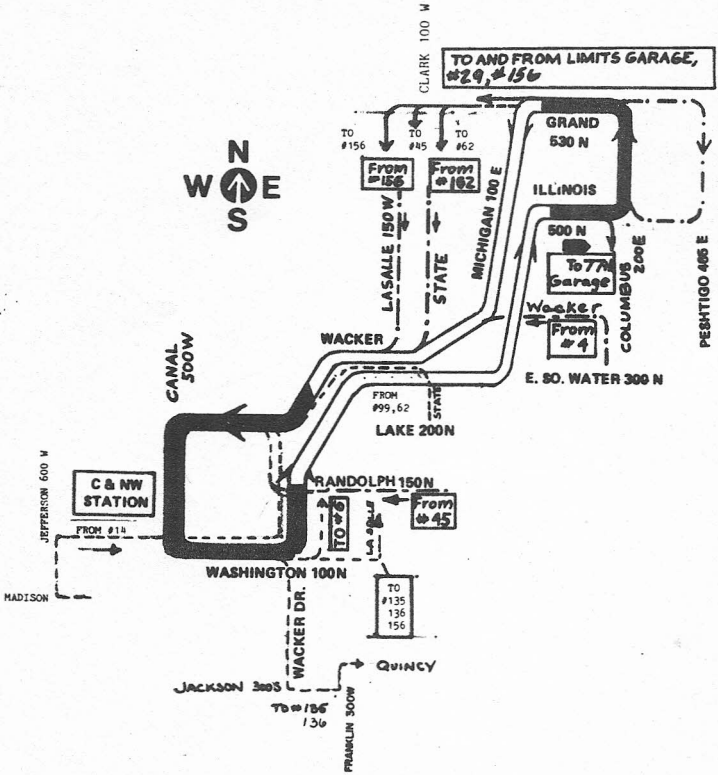 CLARK 100 W
TO AND FROM LIMITS GARAGE,
#29, #156
GRAND
530 N
TO
#156
TO
#45
TO
#62
From
#156
From
#162
N
W E
S
ILLINOIS
500 N
MICHIGAN 100 E
LASALLE 150W
STATE
To 77th
Garage
COLUMBUS
200E
PESHTIGO 465 E
Wacker
From
#4
E. SO. WATER 300 N
WACKER
CANAL
500W
FROM
#99,62
STATE
LAKE 200N
C & NW
STATION
RANDOLPH 150N
From
#45
TO #6
LA SALLE
JEFFERSON 600 W
FROM #14
WASHINGTON 100N
MADISON
TO
#135
136
156
WACKER DR.
QUINCY
JACKSON 300'S
TO #135
136
FRANKLIN 300W